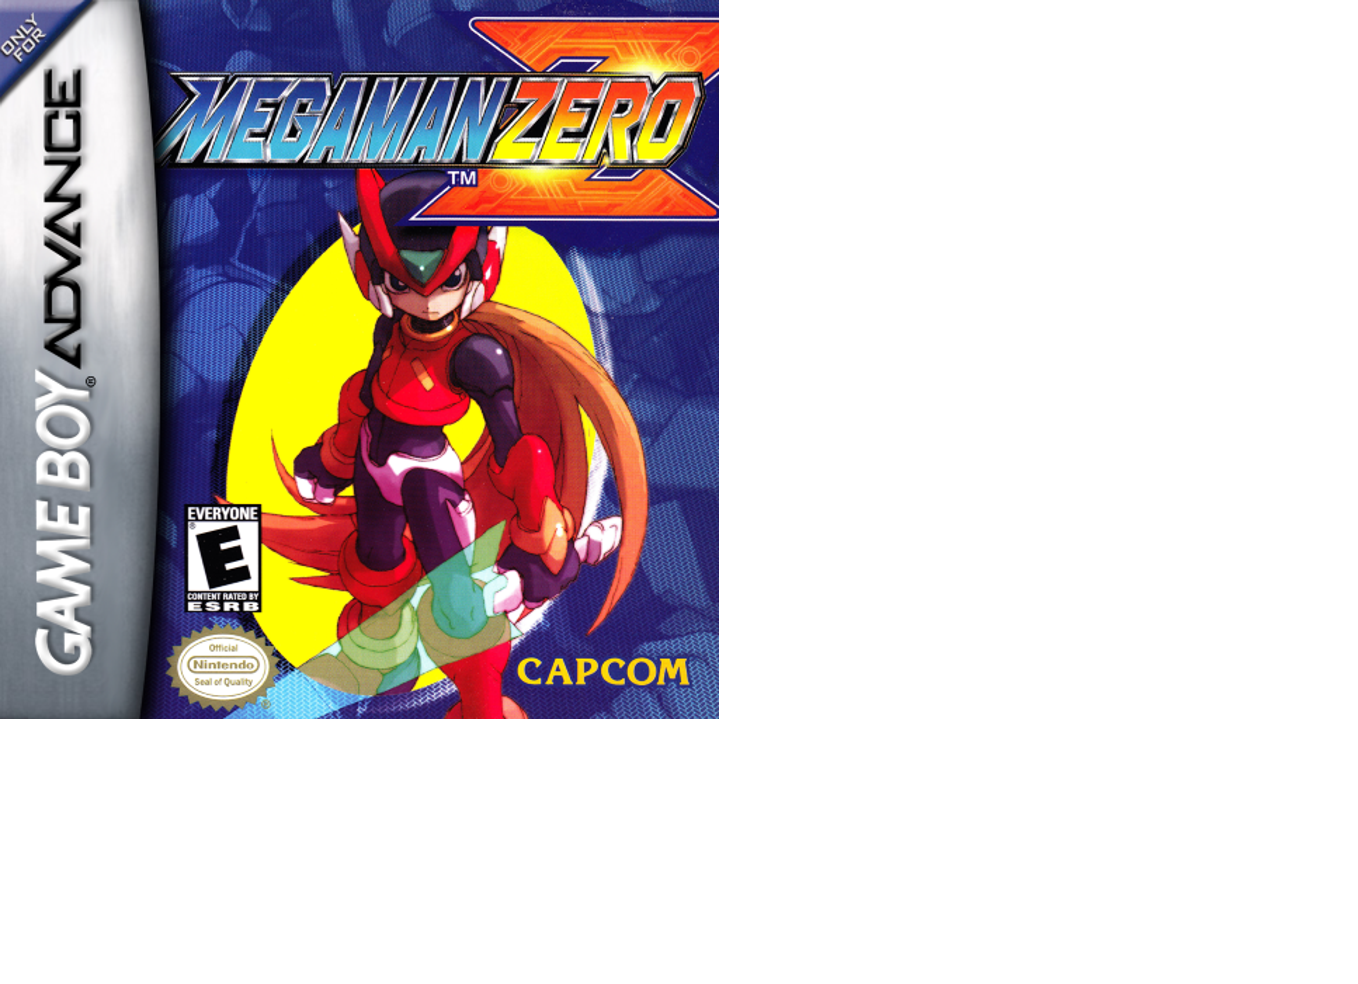 ONLY
FOR
GAME BOY ADVANCE
®
MEGAMAN ZERO
TM
EVERYONE
®
E
CONTENT RATED BY
ESRB
Official
Nintendo
Seal of Quality
®
CAPCOM